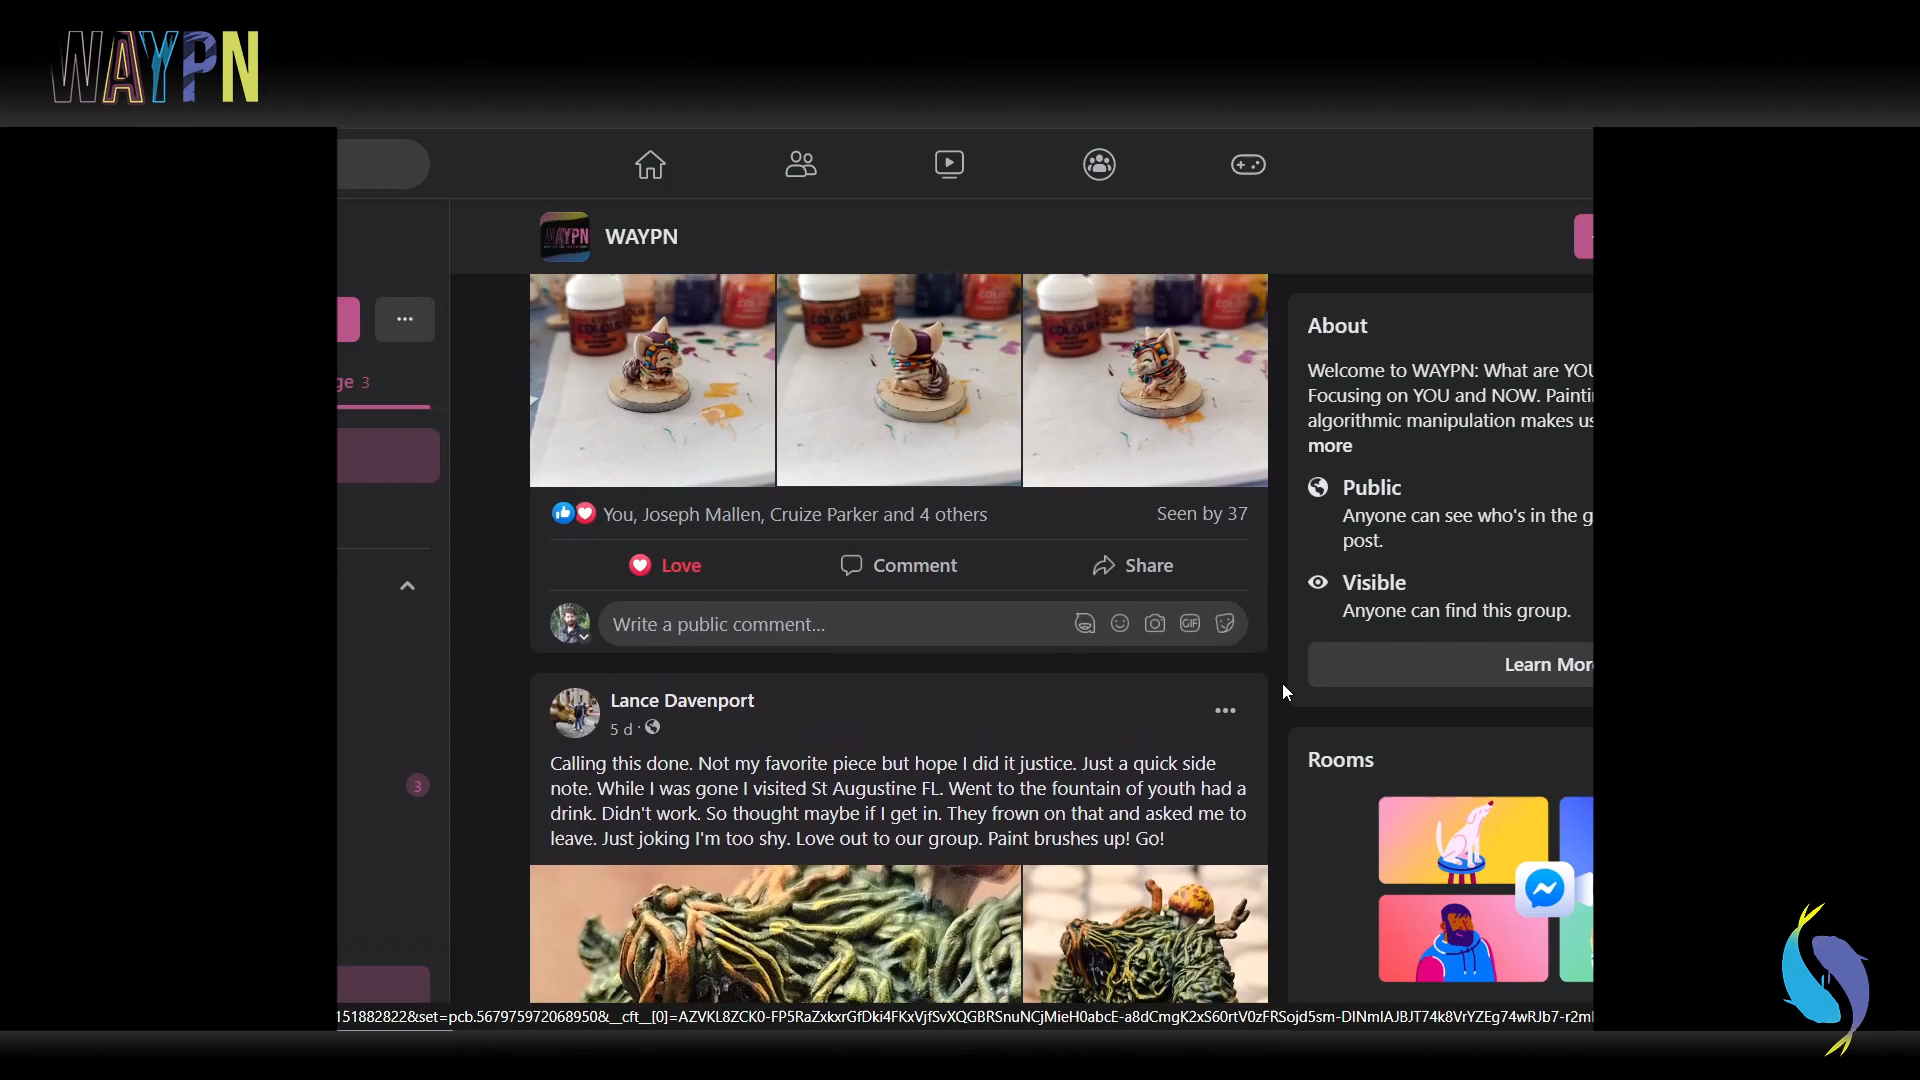 WAYPN
WAYPN
WAYPN
ge 3
3
You, Joseph Mallen, Cruize Parker and 4 others
Seen by 37
Love
Comment
Share
Write a public comment...
GIF
Lance Davenport
5 d ·
Calling this done. Not my favorite piece but hope I did it justice. Just a quick side
note. While I was gone I visited St Augustine FL. Went to the fountain of youth had a
drink. Didn't work. So thought maybe if I get in. They frown on that and asked me to
leave. Just joking I'm too shy. Love out to our group. Paint brushes up! Go!
About
Welcome to WAYPN: What are YOU
Focusing on YOU and NOW. Painti
algorithmic manipulation makes us
more
Public
Anyone can see who's in the g
post.
Visible
Anyone can find this group.
Learn More
Rooms
151882822&set=pcb.5679759720689508&__cft__[0]=AZVKL8ZCK0-FP5RaZxkxrGfDki4FKxVjfSvXQGBRSnuNCjMieH0abcE-a8dCmgK2xS60rtV0zFRSojd5sm-DINmIAJBJT74k8VrYZEg74wRJb7-r2m